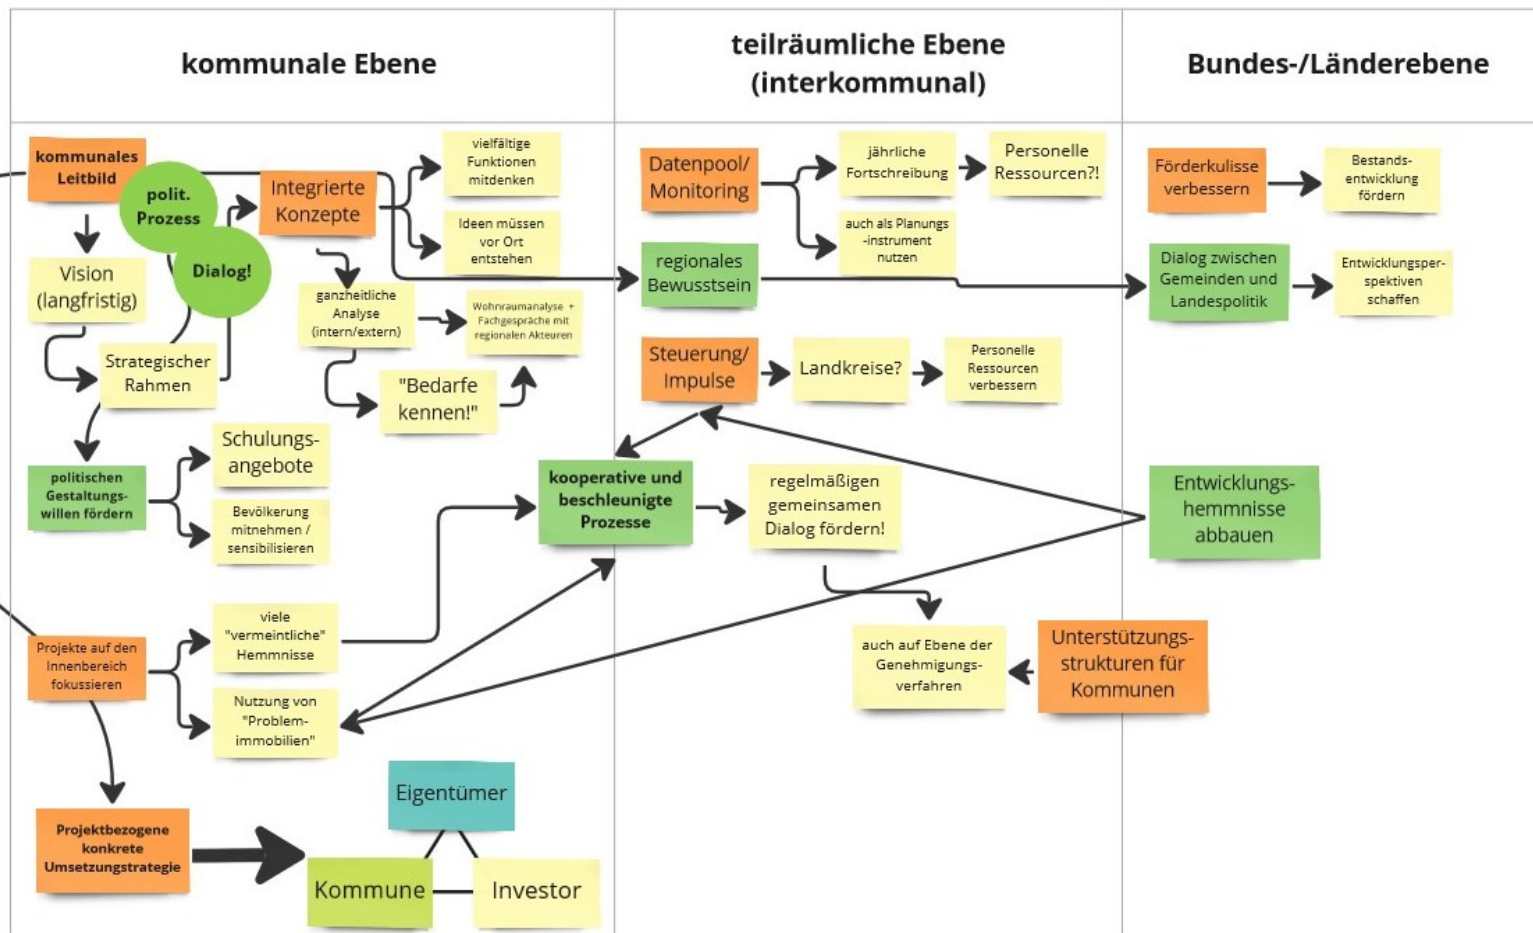 kommunale Ebene
teilräumliche Ebene
(interkommunal)
Bundes-/Länderebene
kommunales
Leitbild
polit.
Prozess
Dialog!
Vision
(langfristig)
Strategischer
Rahmen
Integrierte
Konzepte
vielfältige
Funktionen
mitdenken
Ideen müssen
vor Ort
entstehen
ganzheitliche
Analyse
(intern/extern)
Wohnraumanalyse +
Fachgespräche mit
regionalen Akteuren
"Bedarfe
kennen!"
politischen
Gestaltungs-
willen fördern
Schulungs-
angebote
Bevölkerung
mitnehmen /
sensibilisieren
Projekte auf den
Innenbereich
fokussieren
viele
"vermeintliche"
Hemmnisse
Nutzung von
"Problem-
immobilien"
Projektbezogene
konkrete
Umsetzungstrategie
Eigentümer
Kommune
Investor
Datenpool/
Monitoring
jährliche
Fortschreibung
Personelle
Ressourcen?!
auch als Planungs
-instrument
nutzen
regionales
Bewusstsein
Steuerung/
Impulse
Landkreise?
Personelle
Ressourcen
verbessern
kooperative und
beschleunigte
Prozesse
regelmäßigen
gemeinsamen
Dialog fördern!
auch auf Ebene der
Genehmigungs-
verfahren
Unterstützungs-
strukturen für
Kommunen
Förderkulisse
verbessern
Bestands-
entwicklung
fördern
Dialog zwischen
Gemeinden und
Landespolitik
Entwicklungsper-
spektiven
schaffen
Entwicklungs-
hemmnisse
abbauen